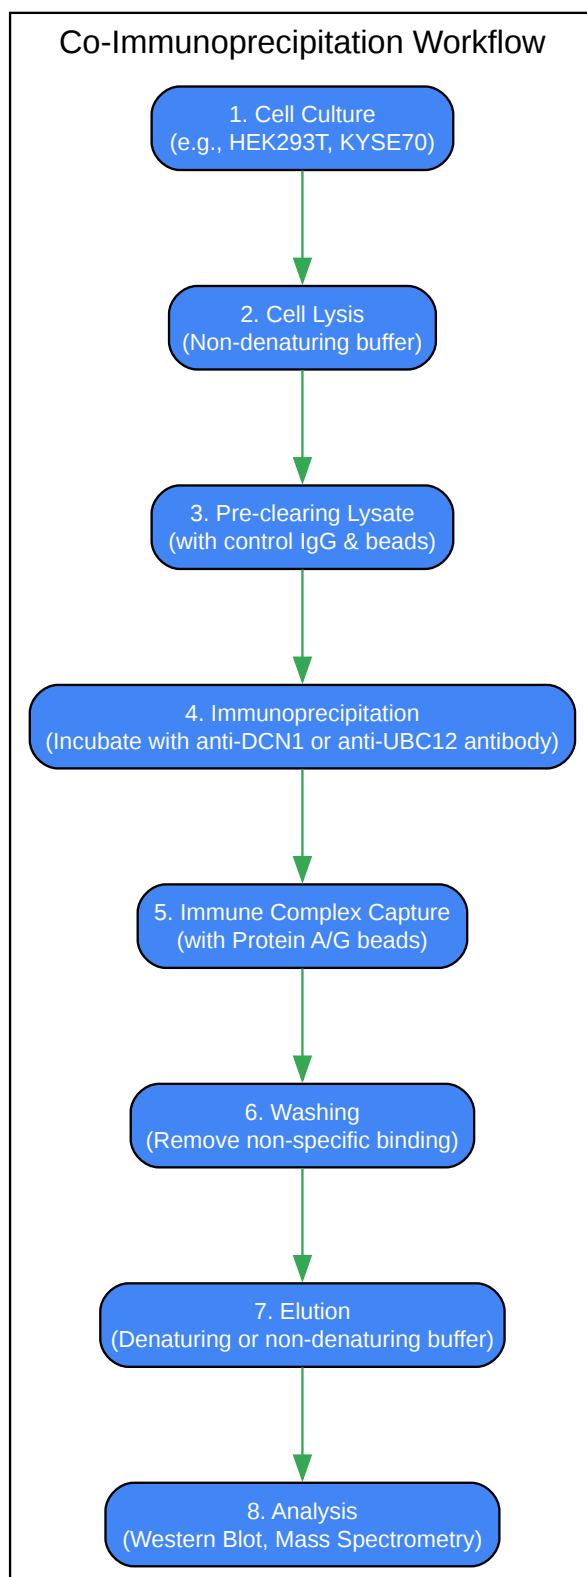 Co-Immunoprecipitation Workflow
1. Cell Culture
(e.g., HEK293T, KYSE70)
2. Cell Lysis
(Non-denaturing buffer)
3. Pre-clearing Lysate
(with control IgG & beads)
4. Immunoprecipitation
(Incubate with anti-DCN1 or anti-UBC12 antibody)
5. Immune Complex Capture
(with Protein A/G beads)
6. Washing
(Remove non-specific binding)
7. Elution
(Denaturing or non-denaturing buffer)
8. Analysis
(Western Blot, Mass Spectrometry)